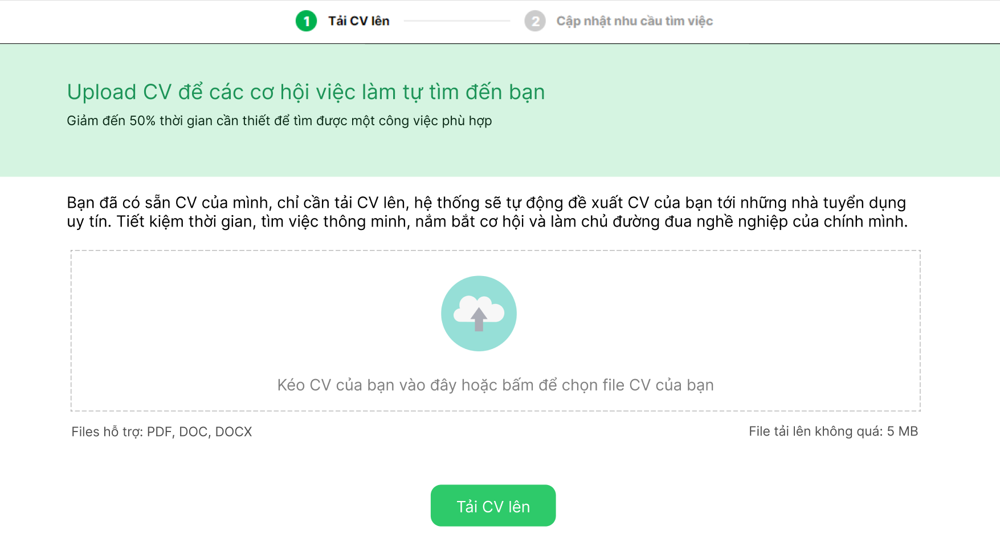 1 Tải CV lên 2 Cập nhật nhu cầu tìm việc
Upload CV để các cơ hội việc làm tự tìm đến bạn
Giảm đến 50% thời gian cần thiết để tìm được một công việc phù hợp
Bạn đã có sẵn CV của mình, chỉ cần tải CV lên, hệ thống sẽ tự động đề xuất CV của bạn tới những nhà tuyển dụng
uy tín. Tiết kiệm thời gian, tìm việc thông minh, nắm bắt cơ hội và làm chủ đường đua nghề nghiệp của chính mình.
Kéo CV của bạn vào đây hoặc bấm để chọn file CV của bạn
Files hỗ trợ: PDF, DOC, DOCX File tải lên không quá: 5 MB
Tải CV lên